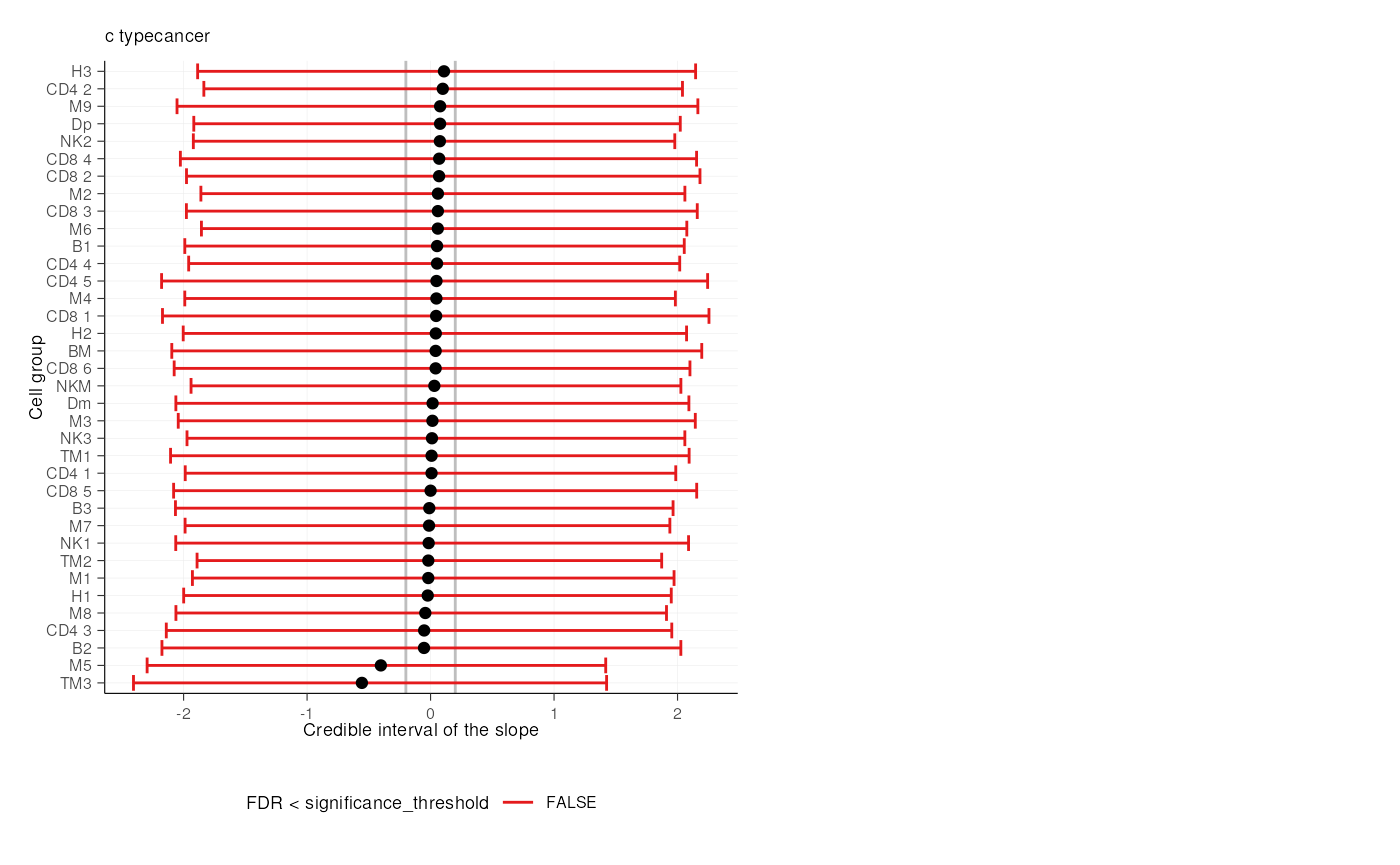 c typecancer
H3
CD4 2
M9
Dp
NK2
CD8 4
CD8 2
M2
CD8 3
M6
B1
CD4 4
CD4 5
M4
CD8 1
H2
BM
CD8 6
NKM
Dm
M3
NK3
TM1
CD4 1
CD8 5
B3
M7
NK1
TM2
M1
H1
M8
CD4 3
B2
M5
TM3
Cell group
-2 -1 0 1 2
Credible interval of the slope
FDR < significance_threshold FALSE